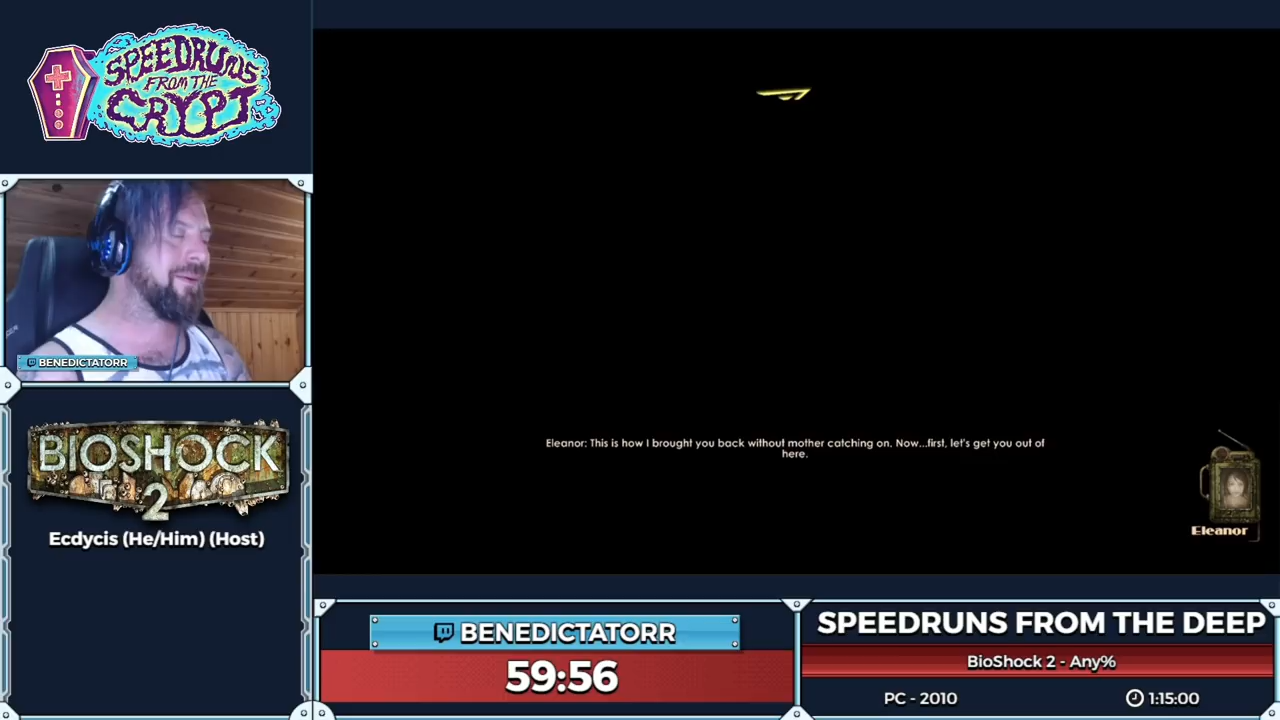 SPEEDRUNS
FROM THE
CRYPT
BENEDICTATORR
BIOSHOCK
2
Ecdycis (He/Him) (Host)
Eleanor: This is how I brought you back without mother catching on. Now...first, let's get you out of
here.
Eleanor
BENEDICTATORR
59:56
SPEEDRUNS FROM THE DEEP
BioShock 2 - Any%
PC - 2010
1:15:00